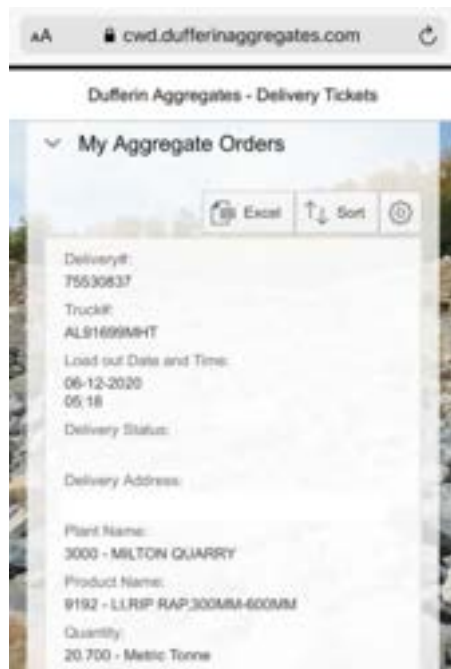 AA cwd.dufferinaggregates.com
Dufferin Aggregates - Delivery Tickets
My Aggregate Orders
Excel Sort
Delivery#:
75530837
Truck#:
AL91699MHT
Load out Date and Time:
06-12-2020
05:18
Delivery Status:
Delivery Address:
Plant Name:
3000 - MILTON QUARRY
Product Name:
9192 - LI,RIP RAP,300MM-600MM
Quantity:
20.700 - Metric Tonne